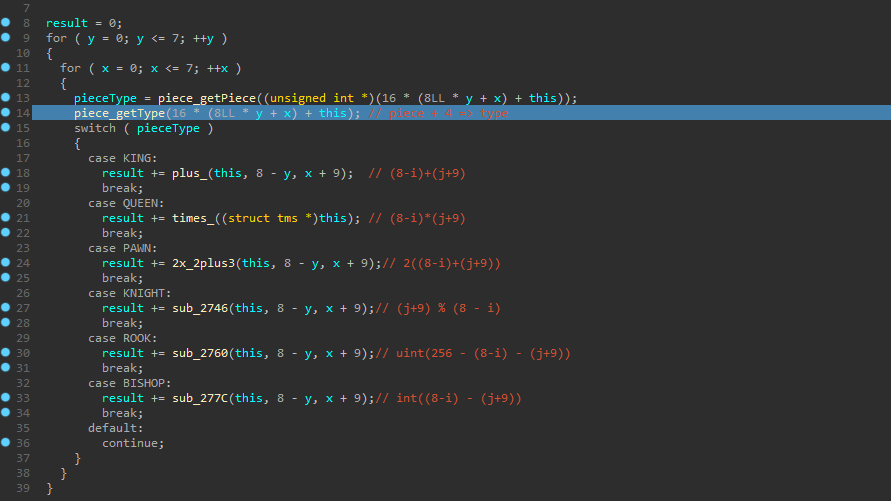 7
8 result = 0;
9 for ( y = 0; y <= 7; ++y )
10 {
11 for ( x = 0; x <= 7; ++x )
12 {
13 pieceType = piece_getPiece((unsigned int *)(16 * (8LL * y + x) + this));
14 piece_getType(16 * (8LL * y + x) + this); // piece + 4 => type
15 switch ( pieceType )
16 {
17 case KING:
18 result += plus_(this, 8 - y, x + 9); // (8-i)+(j+9)
19 break;
20 case QUEEN:
21 result += times_((struct tms *)this); // (8-i)*(j+9)
22 break;
23 case PAWN:
24 result += 2x_2plus3(this, 8 - y, x + 9);// 2((8-i)+(j+9))
25 break;
26 case KNIGHT:
27 result += sub_2746(this, 8 - y, x + 9);// (j+9) % (8 - i)
28 break;
29 case ROOK:
30 result += sub_2760(this, 8 - y, x + 9);// uint(256 - (8-i) - (j+9))
31 break;
32 case BISHOP:
33 result += sub_277C(this, 8 - y, x + 9);// int((8-i) - (j+9))
34 break;
35 default:
36 continue;
37 }
38 }
39 }